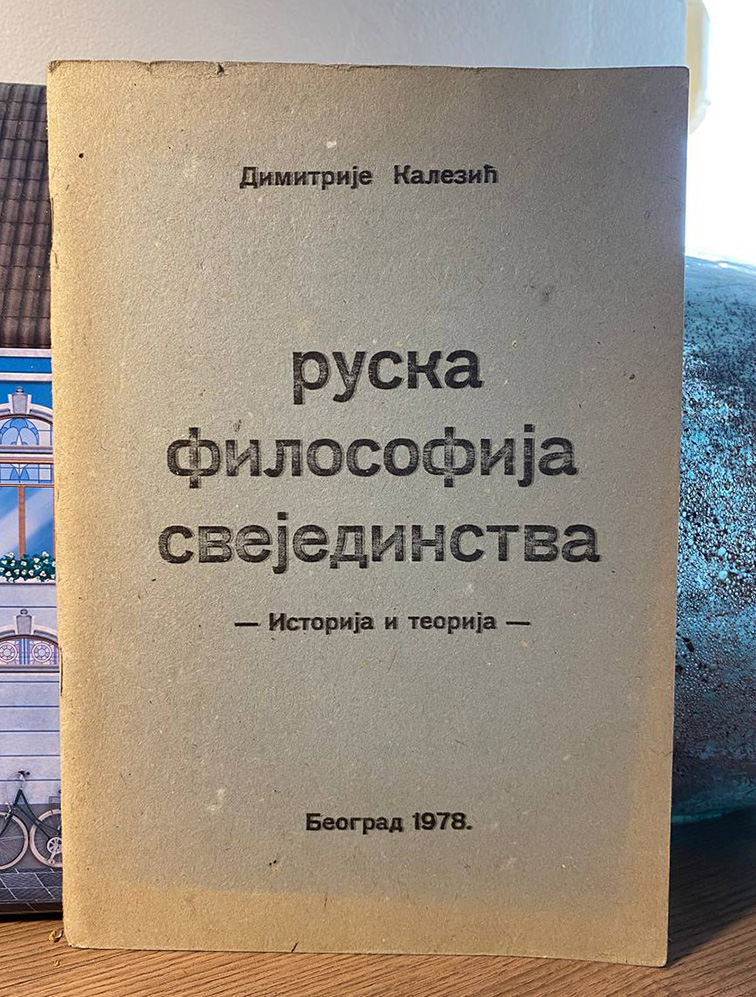 Димитрије Калезић
руска
философија
свејединства
— Историја и теорија —
Београд 1978.